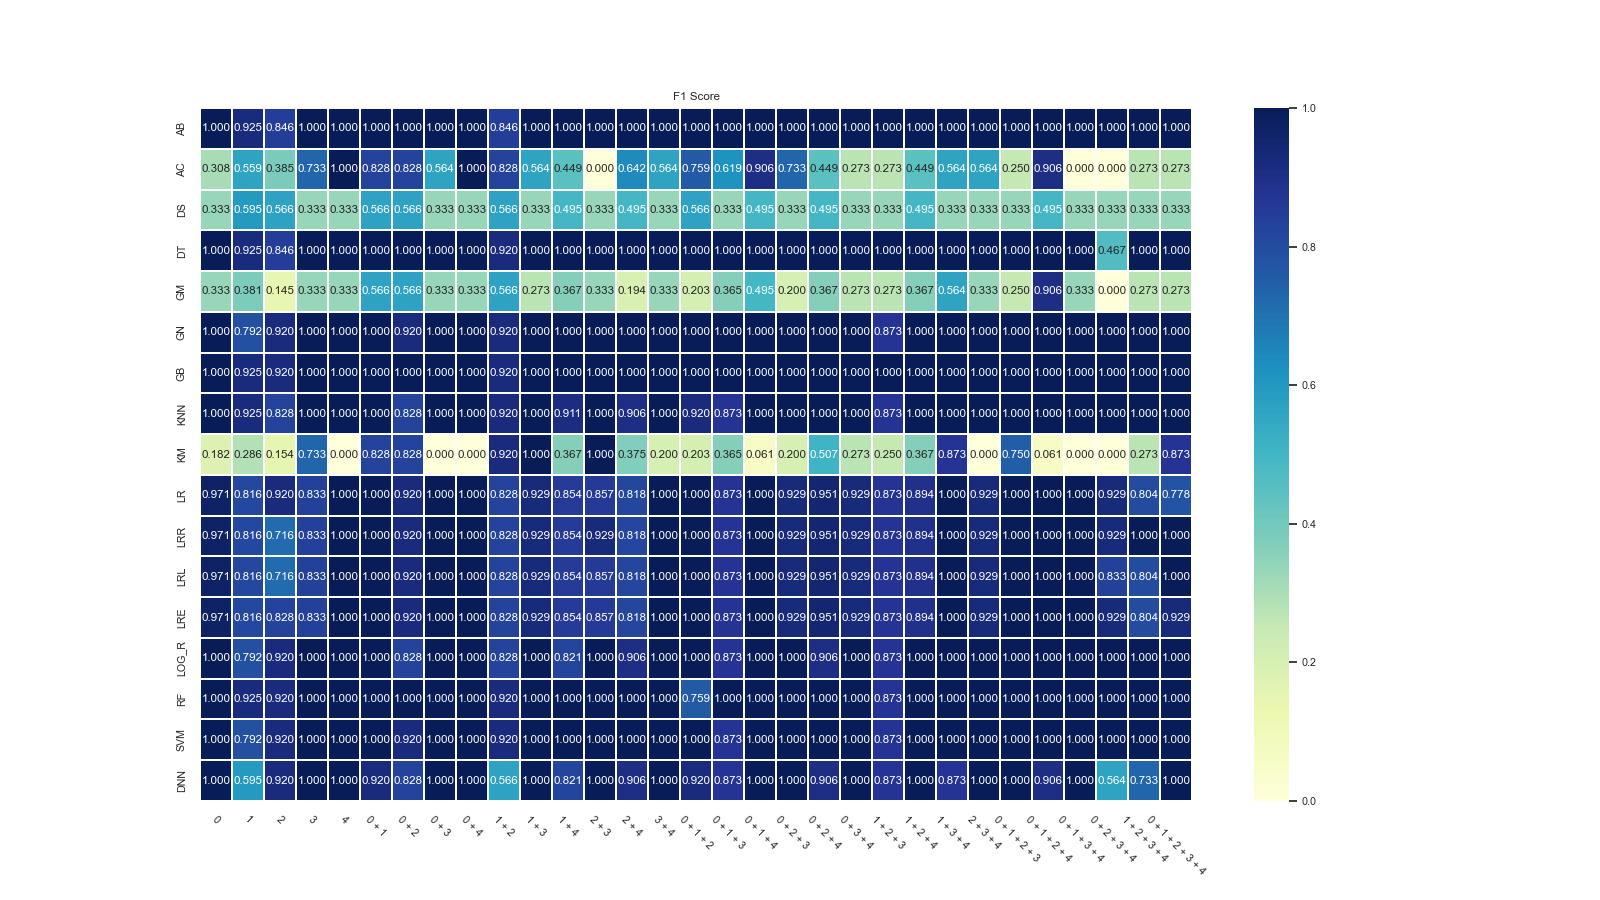 F1 Score
AB 1.000 0.925 0.846 1.000 1.000 1.000 1.000 1.000 1.000 0.846 1.000 1.000 1.000 1.000 1.000 1.000 1.000 1.000 1.000 1.000 1.000 1.000 1.000 1.000 1.000 1.000 1.000 1.000 1.000 1.000 1.000
AC 0.308 0.559 0.385 0.733 1.000 0.828 0.828 0.564 1.000 0.828 0.564 0.449 0.000 0.642 0.564 0.759 0.619 0.906 0.733 0.449 0.273 0.273 0.449 0.564 0.564 0.250 0.906 0.000 0.000 0.273 0.273
DS 0.333 0.595 0.566 0.333 0.333 0.566 0.566 0.333 0.333 0.566 0.333 0.495 0.333 0.495 0.333 0.566 0.333 0.495 0.333 0.495 0.333 0.333 0.495 0.333 0.333 0.333 0.495 0.333 0.333 0.333 0.333
DT 1.000 0.925 0.846 1.000 1.000 1.000 1.000 1.000 1.000 0.920 1.000 1.000 1.000 1.000 1.000 1.000 1.000 1.000 1.000 1.000 1.000 1.000 1.000 1.000 1.000 1.000 1.000 1.000 0.467 1.000 1.000
GM 0.333 0.381 0.145 0.333 0.333 0.566 0.566 0.333 0.333 0.566 0.273 0.367 0.333 0.194 0.333 0.203 0.365 0.495 0.200 0.367 0.273 0.273 0.367 0.564 0.333 0.250 0.906 0.333 0.000 0.273 0.273
GN 1.000 0.792 0.920 1.000 1.000 1.000 0.920 1.000 1.000 0.920 1.000 1.000 1.000 1.000 1.000 1.000 1.000 1.000 1.000 1.000 1.000 0.873 1.000 1.000 1.000 1.000 1.000 1.000 1.000 1.000 1.000
GB 1.000 0.925 0.920 1.000 1.000 1.000 1.000 1.000 1.000 0.920 1.000 1.000 1.000 1.000 1.000 1.000 1.000 1.000 1.000 1.000 1.000 1.000 1.000 1.000 1.000 1.000 1.000 1.000 1.000 1.000 1.000
KNN 1.000 0.925 0.828 1.000 1.000 1.000 0.828 1.000 1.000 0.920 1.000 0.911 1.000 0.906 1.000 0.920 0.873 1.000 1.000 1.000 1.000 0.873 1.000 1.000 1.000 1.000 1.000 1.000 1.000 1.000 1.000
KM 0.182 0.286 0.154 0.733 0.000 0.828 0.828 0.000 0.000 0.920 1.000 0.367 1.000 0.375 0.200 0.203 0.365 0.061 0.200 0.507 0.273 0.250 0.367 0.873 0.000 0.750 0.061 0.000 0.000 0.273 0.873
LR 0.971 0.816 0.920 0.833 1.000 1.000 0.920 1.000 1.000 0.828 0.929 0.854 0.857 0.818 1.000 1.000 0.873 1.000 0.929 0.951 0.929 0.873 0.894 1.000 0.929 1.000 1.000 1.000 0.929 0.804 0.778
LRR 0.971 0.816 0.716 0.833 1.000 1.000 0.920 1.000 1.000 0.828 0.929 0.854 0.929 0.818 1.000 1.000 0.873 1.000 0.929 0.951 0.929 0.873 0.894 1.000 0.929 1.000 1.000 1.000 0.929 1.000 1.000
LRL 0.971 0.816 0.716 0.833 1.000 1.000 0.920 1.000 1.000 0.828 0.929 0.854 0.857 0.818 1.000 1.000 0.873 1.000 0.929 0.951 0.929 0.873 0.894 1.000 0.929 1.000 1.000 1.000 0.833 0.804 1.000
LRE 0.971 0.816 0.828 0.833 1.000 1.000 0.920 1.000 1.000 0.828 0.929 0.854 0.857 0.818 1.000 1.000 0.873 1.000 0.929 0.951 0.929 0.873 0.894 1.000 0.929 1.000 1.000 1.000 0.929 0.804 0.929
LOG_R 1.000 0.792 0.920 1.000 1.000 1.000 0.828 1.000 1.000 0.828 1.000 0.821 1.000 0.906 1.000 1.000 0.873 1.000 1.000 0.906 1.000 0.873 1.000 1.000 1.000 1.000 1.000 1.000 1.000 1.000 1.000
RF 1.000 0.925 0.920 1.000 1.000 1.000 1.000 1.000 1.000 0.920 1.000 1.000 1.000 1.000 1.000 0.759 1.000 1.000 1.000 1.000 1.000 0.873 1.000 1.000 1.000 1.000 1.000 1.000 1.000 1.000 1.000
SVM 1.000 0.792 0.920 1.000 1.000 1.000 0.920 1.000 1.000 0.920 1.000 1.000 1.000 1.000 1.000 1.000 0.873 1.000 1.000 1.000 1.000 0.873 1.000 1.000 1.000 1.000 1.000 1.000 1.000 1.000 1.000
DNN 1.000 0.595 0.920 1.000 1.000 0.920 0.828 1.000 1.000 0.566 1.000 0.821 1.000 0.906 1.000 0.920 0.873 1.000 1.000 0.906 1.000 0.873 1.000 0.873 1.000 1.000 0.906 1.000 0.564 0.733 1.000
0
1
2
3
4
0 + 1
0 + 2
0 + 3
0 + 4
1 + 2
1 + 3
1 + 4
2 + 3
2 + 4
3 + 4
0 + 1 + 2
0 + 1 + 3
0 + 1 + 4
0 + 2 + 3
0 + 2 + 4
0 + 3 + 4
1 + 2 + 3
1 + 2 + 4
1 + 3 + 4
2 + 3 + 4
0 + 1 + 2 + 3
0 + 1 + 2 + 4
0 + 1 + 3 + 4
0 + 2 + 3 + 4
1 + 2 + 3 + 4
0 + 1 + 2 + 3 + 4
1.0
0.8
0.6
0.4
0.2
0.0